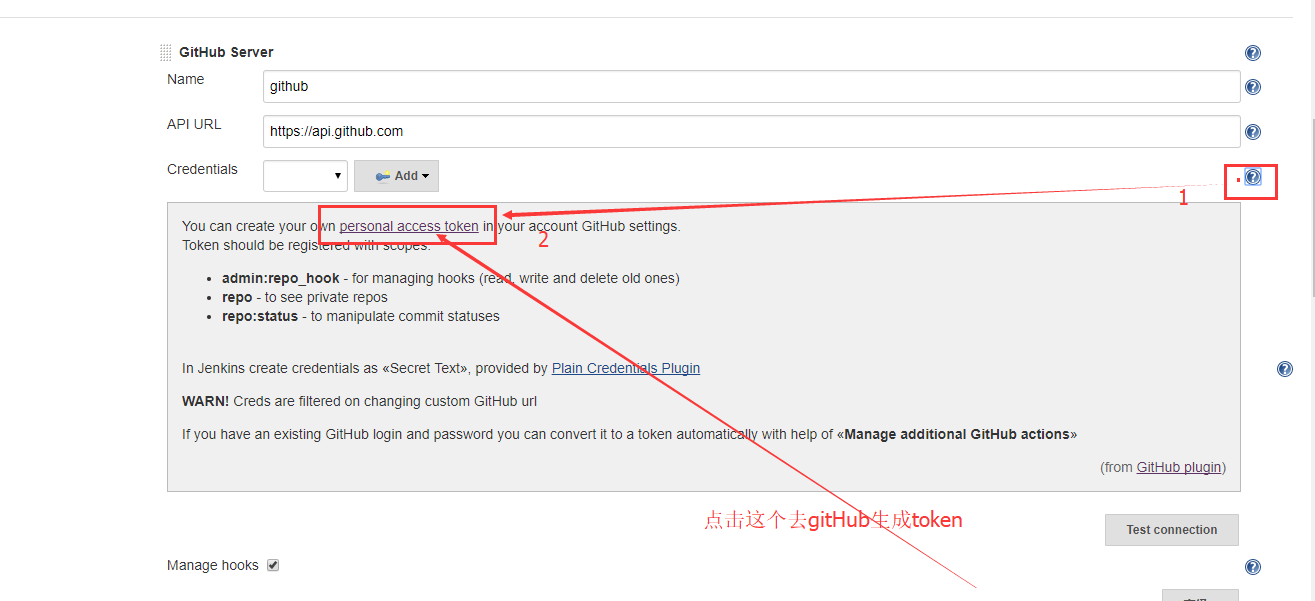 GitHub Server
Name
github
API URL
https://api.github.com
Credentials
Add
1
You can create your own personal access token in your account GitHub settings.
2
Token should be registered with scopes:
admin:repo_hook - for managing hooks (read, write and delete old ones)
repo - to see private repos
repo:status - to manipulate commit statuses
In Jenkins create credentials as «Secret Text», provided by Plain Credentials Plugin
WARN! Creds are filtered on changing custom GitHub url
If you have an existing GitHub login and password you can convert it to a token automatically with help of «Manage additional GitHub actions»
(from GitHub plugin)
点击这个去gitHub生成token
Test connection
Manage hooks